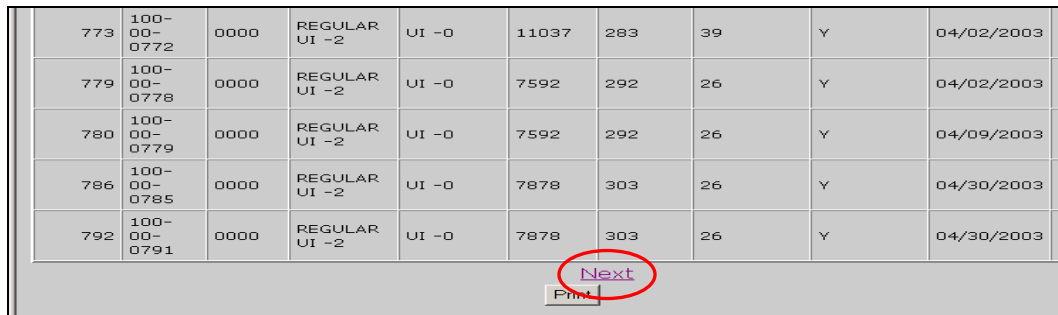 773 100-00-0772 0000 REGULAR UI -2 UI -0 11037 283 39 Y 04/02/2003
779 100-00-0778 0000 REGULAR UI -2 UI -0 7592 292 26 Y 04/02/2003
780 100-00-0779 0000 REGULAR UI -2 UI -0 7592 292 26 Y 04/09/2003
786 100-00-0785 0000 REGULAR UI -2 UI -0 7878 303 26 Y 04/30/2003
792 100-00-0791 0000 REGULAR UI -2 UI -0 7878 303 26 Y 04/30/2003
Next
Print